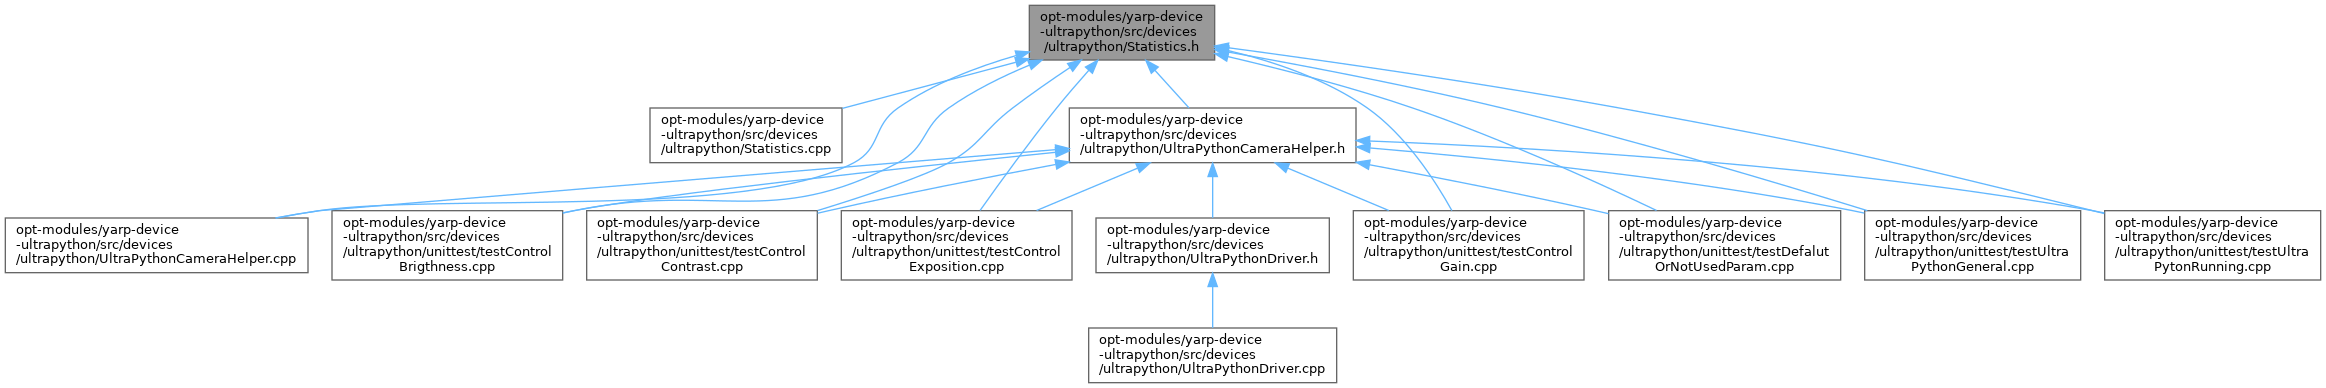 opt-modules/yarp-device
-ultrapython/src/devices
/ultrapython/Statistics.h
opt-modules/yarp-device
-ultrapython/src/devices
/ultrapython/Statistics.cpp
opt-modules/yarp-device
-ultrapython/src/devices
/ultrapython/UltraPythonCameraHelper.h
opt-modules/yarp-device
-ultrapython/src/devices
/ultrapython/UltraPythonCameraHelper.cpp
opt-modules/yarp-device
-ultrapython/src/devices
/ultrapython/unittest/testControl
Brigthness.cpp
opt-modules/yarp-device
-ultrapython/src/devices
/ultrapython/unittest/testControl
Contrast.cpp
opt-modules/yarp-device
-ultrapython/src/devices
/ultrapython/unittest/testControl
Exposition.cpp
opt-modules/yarp-device
-ultrapython/src/devices
/ultrapython/UltraPythonDriver.h
opt-modules/yarp-device
-ultrapython/src/devices
/ultrapython/unittest/testControl
Gain.cpp
opt-modules/yarp-device
-ultrapython/src/devices
/ultrapython/unittest/testDefalut
OrNotUsedParam.cpp
opt-modules/yarp-device
-ultrapython/src/devices
/ultrapython/unittest/testUltra
PythonGeneral.cpp
opt-modules/yarp-device
-ultrapython/src/devices
/ultrapython/unittest/testUltra
PytonRunning.cpp
opt-modules/yarp-device
-ultrapython/src/devices
/ultrapython/UltraPythonDriver.cpp